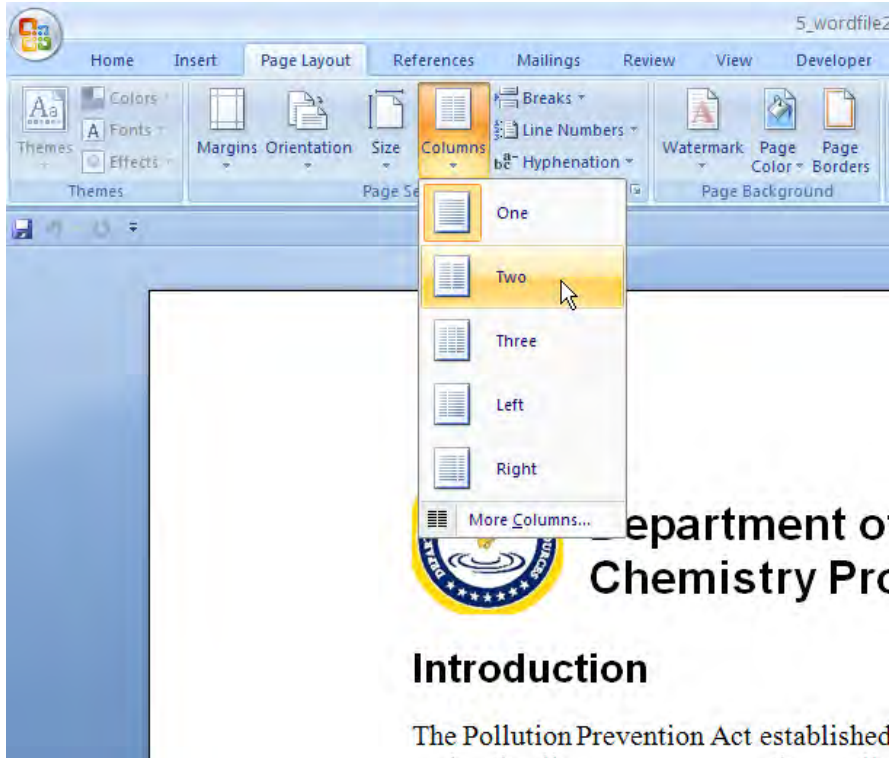 5_wordfile2
Home Insert Page Layout References Mailings Review View Developer
Aa
Themes
Colors
A Fonts
Effects
Themes
Margins Orientation Size Columns
Breaks
Line Numbers
Hyphenation
Page Se
Watermark Page Color Page Borders
Page Background
One
Two
Three
Left
Right
More Columns...
epartment of
Chemistry Pro
Introduction
The Pollution Prevention Act established